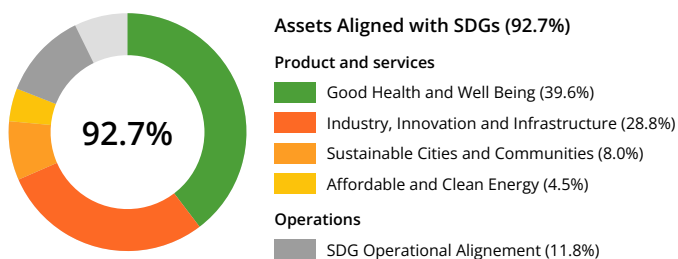 Assets Aligned with SDGs (92.7%)
Product and services
Good Health and Well Being (39.6%)
Industry, Innovation and Infrastructure (28.8%)
Sustainable Cities and Communities (8.0%)
Affordable and Clean Energy (4.5%)
Operations
SDG Operational Alignement (11.8%)
92.7%